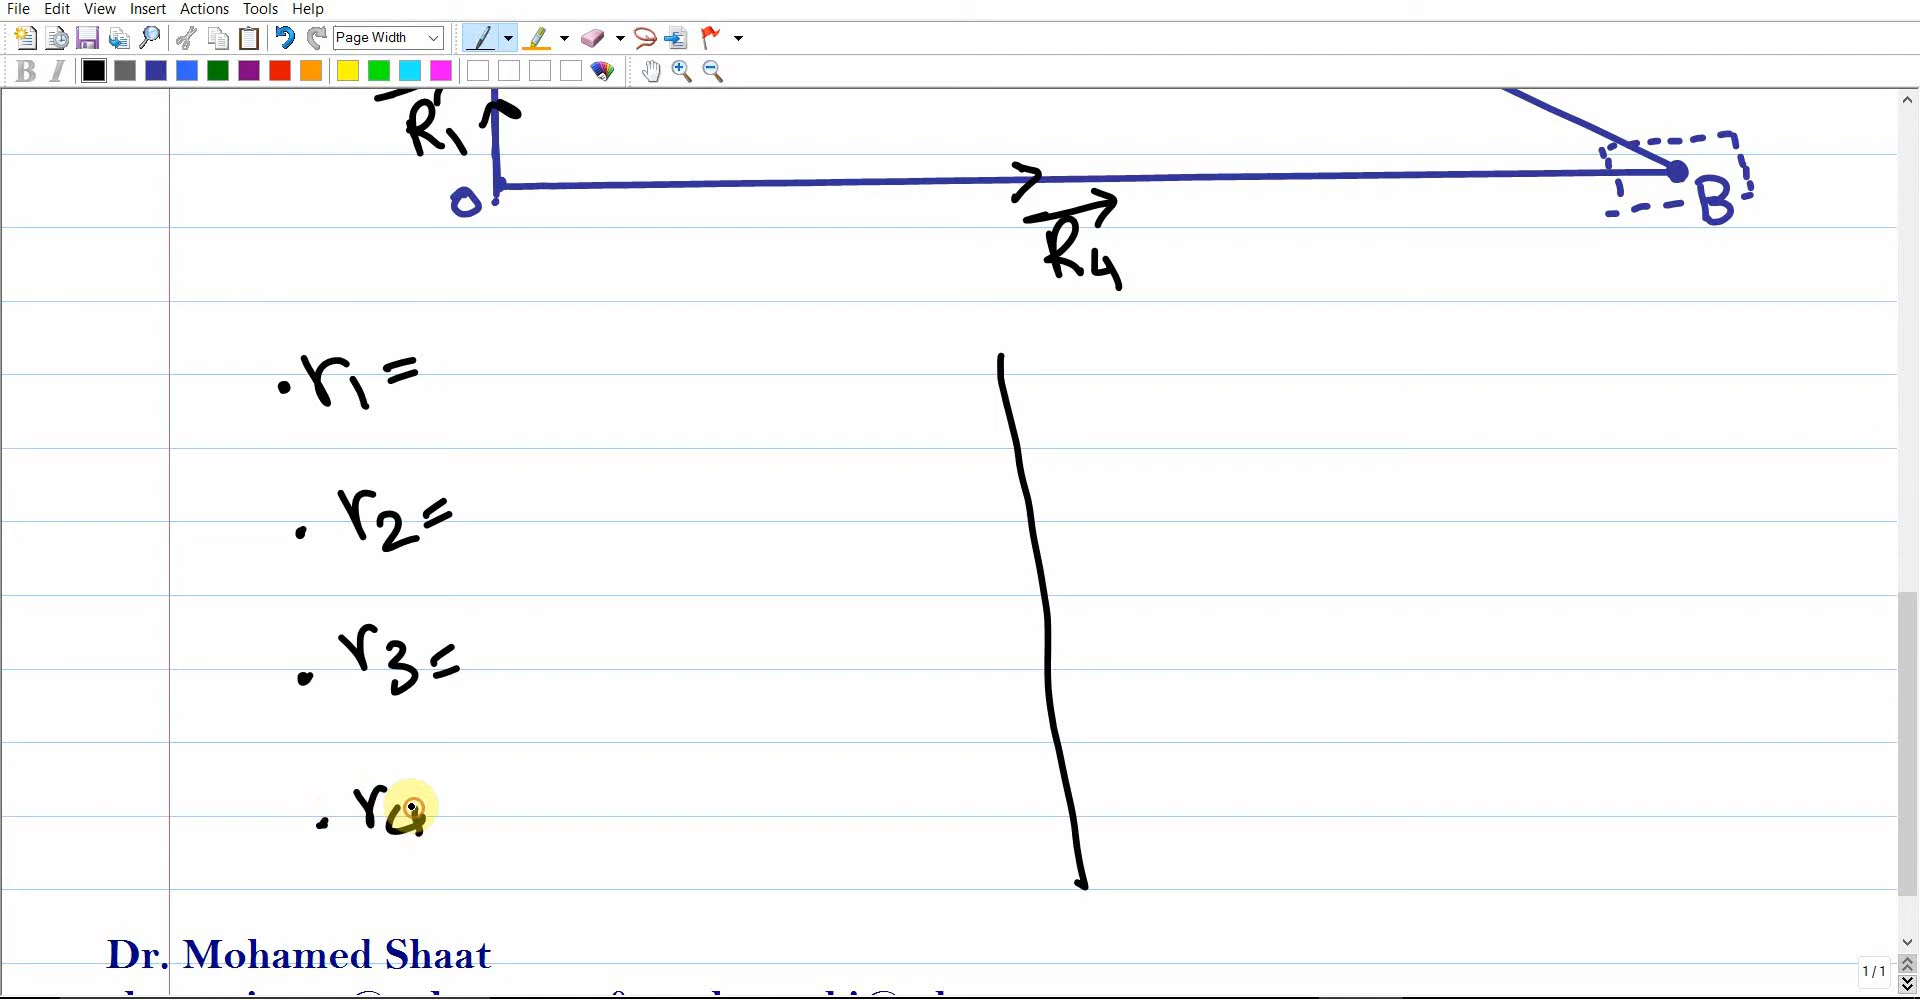 File Edit View Insert Actions Tools Help
Page Width
B I
R1
O
B
R4
. r1 =
. r2 =
. r3 =
. r4
Dr. Mohamed Shaat
1 / 1